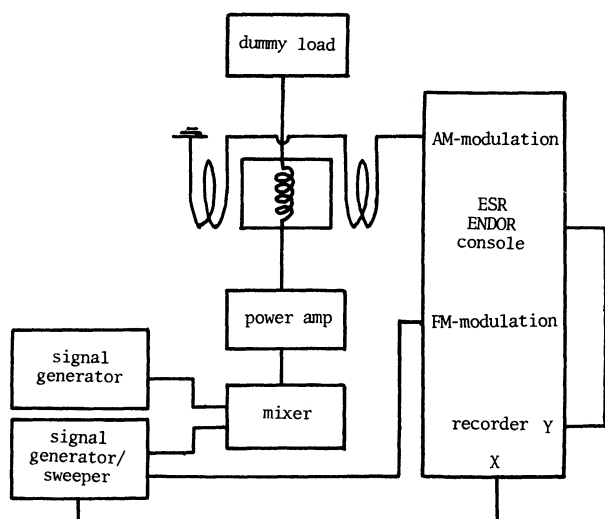 dummy load
AM-modulation
ESR
ENDOR
console
power amp
FM-modulation
signal
generator
mixer
signal
generator/
sweeper
recorder Y
X